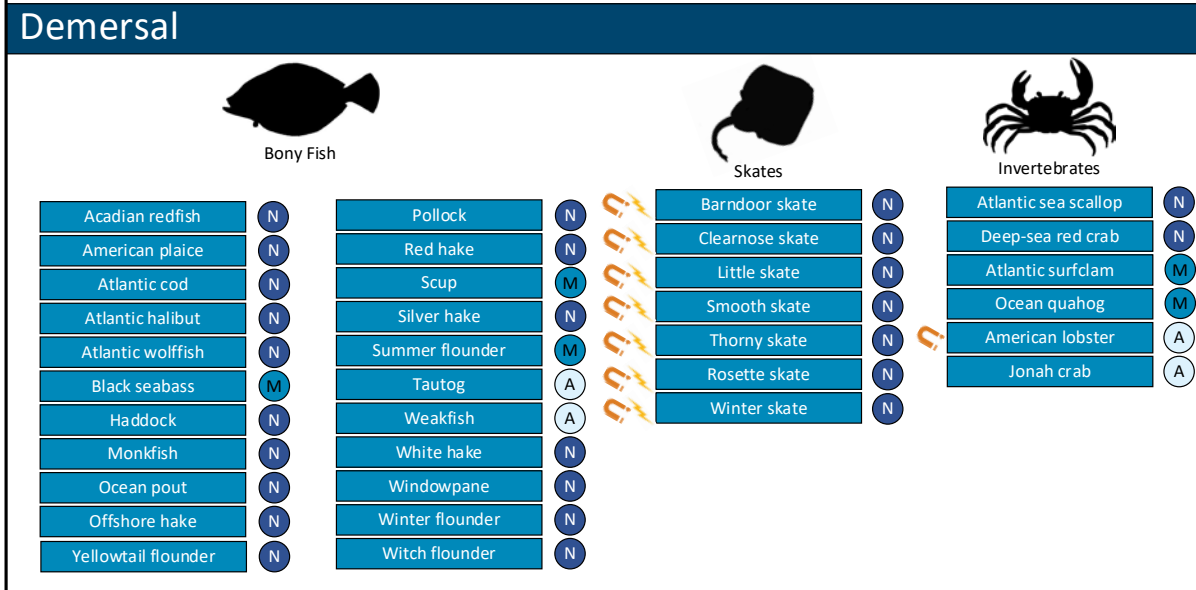 Demersal
Bony Fish
Acadian redfish N
American plaice N
Atlantic cod N
Atlantic halibut N
Atlantic wolffish N
Black seabass M
Haddock N
Monkfish N
Ocean pout N
Offshore hake N
Yellowtail flounder N
Pollock N
Red hake N
Scup M
Silver hake N
Summer flounder M
Tautog A
Weakfish A
White hake N
Windowpane N
Winter flounder N
Witch flounder N
Skates
Barndoor skate N
Clearnose skate N
Little skate N
Smooth skate N
Thorny skate N
Rosette skate N
Winter skate N
Invertebrates
Atlantic sea scallop N
Deep-sea red crab N
Atlantic surfclam M
Ocean quahog M
American lobster A
Jonah crab A